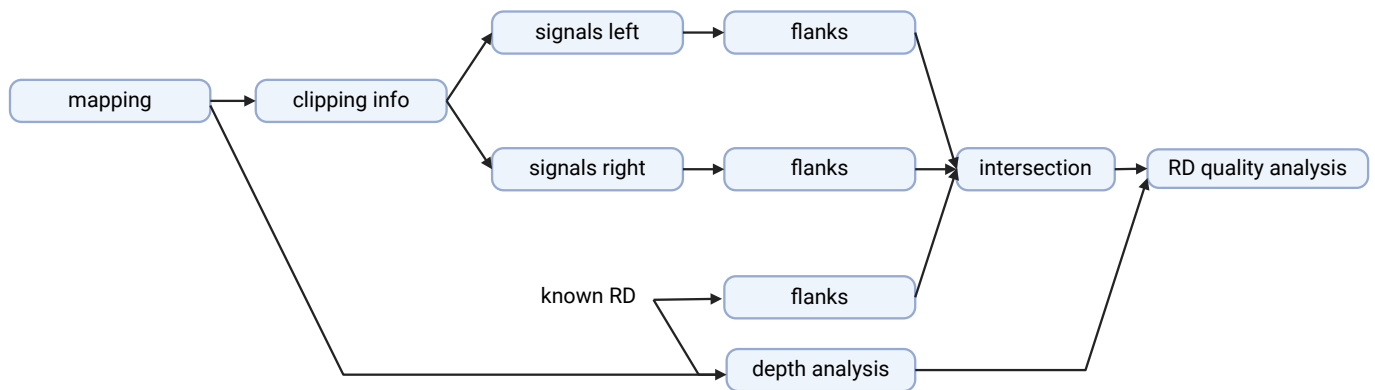 signals left
flanks
mapping
clipping info
signals right
flanks
intersection
RD quality analysis
known RD
flanks
depth analysis